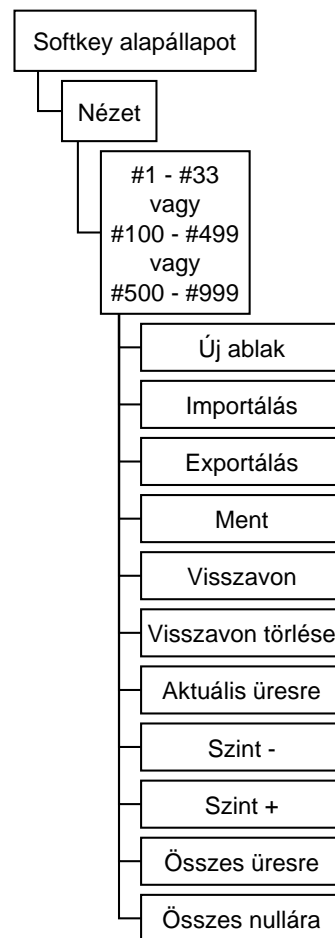 Softkey alapállapot
Nézet
#1 - #33
vagy
#100 - #499
vagy
#500 - #999
Új ablak
Importálás
Exportálás
Ment
Visszavon
Visszavon törlése
Aktuális üresre
Szint -
Szint +
Összes üresre
Összes nullára